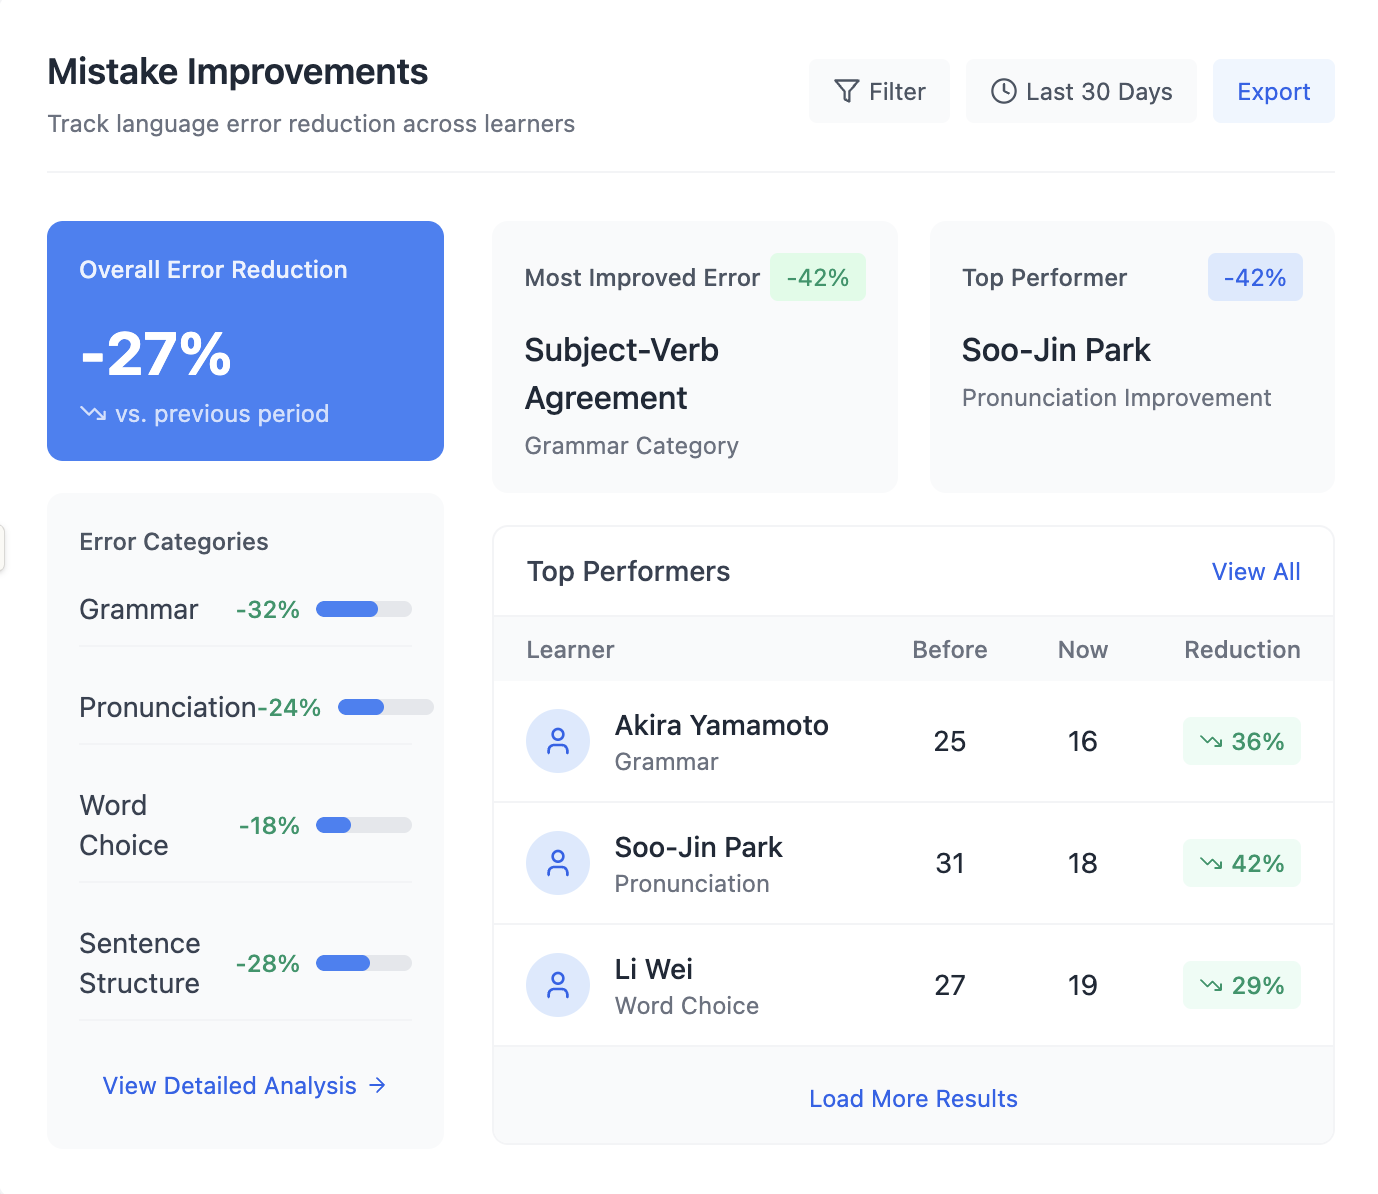 Mistake Improvements
Track language error reduction across learners
Filter
Last 30 Days
Export
Overall Error Reduction
-27%
vs. previous period
Most Improved Error
-42%
Subject-Verb
Agreement
Grammar Category
Top Performer
-42%
Soo-Jin Park
Pronunciation Improvement
Error Categories
Grammar -32%
Pronunciation -24%
Word
Choice
-18%
Sentence
Structure
-28%
View Detailed Analysis →
Top Performers
View All
Learner Before Now Reduction
Akira Yamamoto
Grammar
25 16 36%
Soo-Jin Park
Pronunciation
31 18 42%
Li Wei
Word Choice
27 19 29%
Load More Results